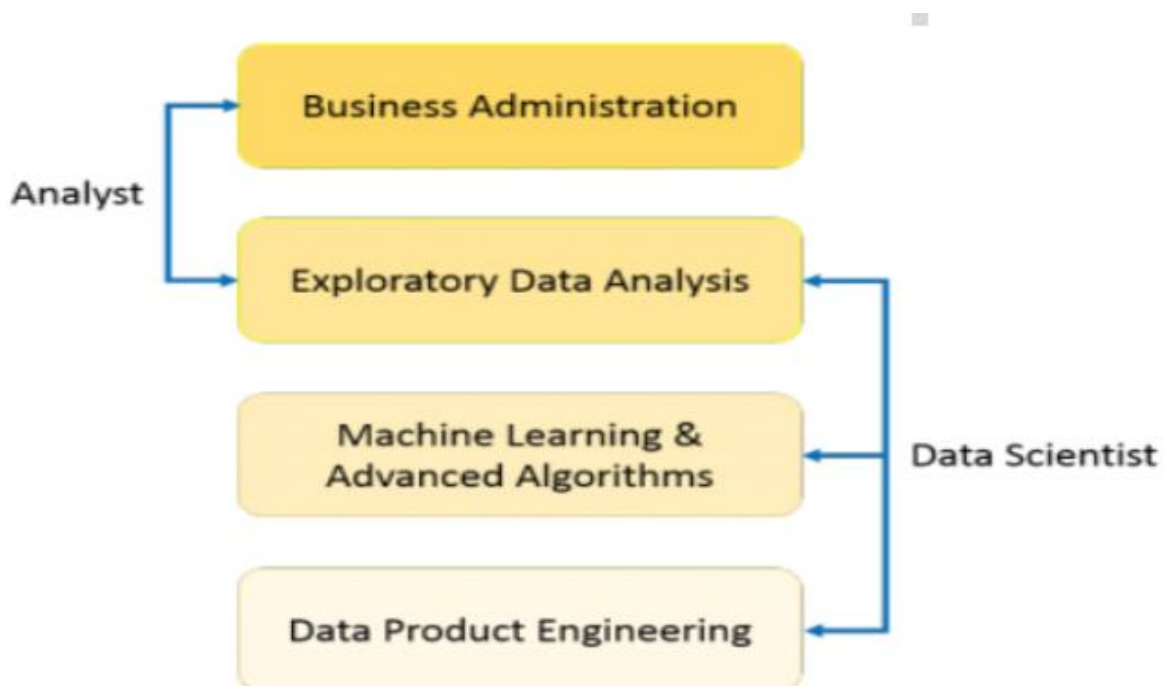 Business Administration
Analyst
Exploratory Data Analysis
Machine Learning &
Advanced Algorithms
Data Scientist
Data Product Engineering